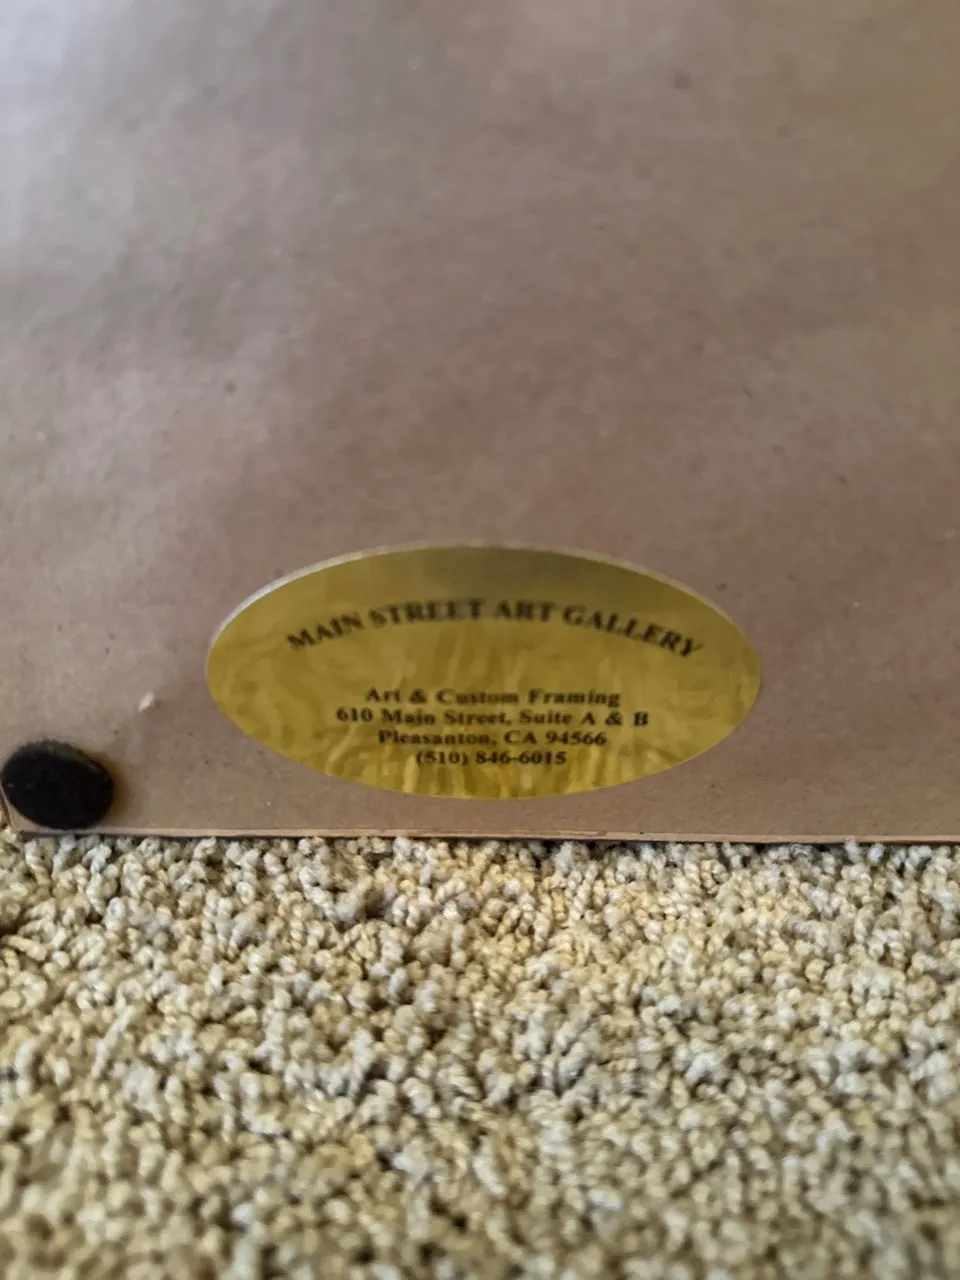 MAIN STREET ART GALLERY
Art & Custom Framing
610 Main Street, Suite A & B
Pleasanton, CA 94566
(510) 846-6015